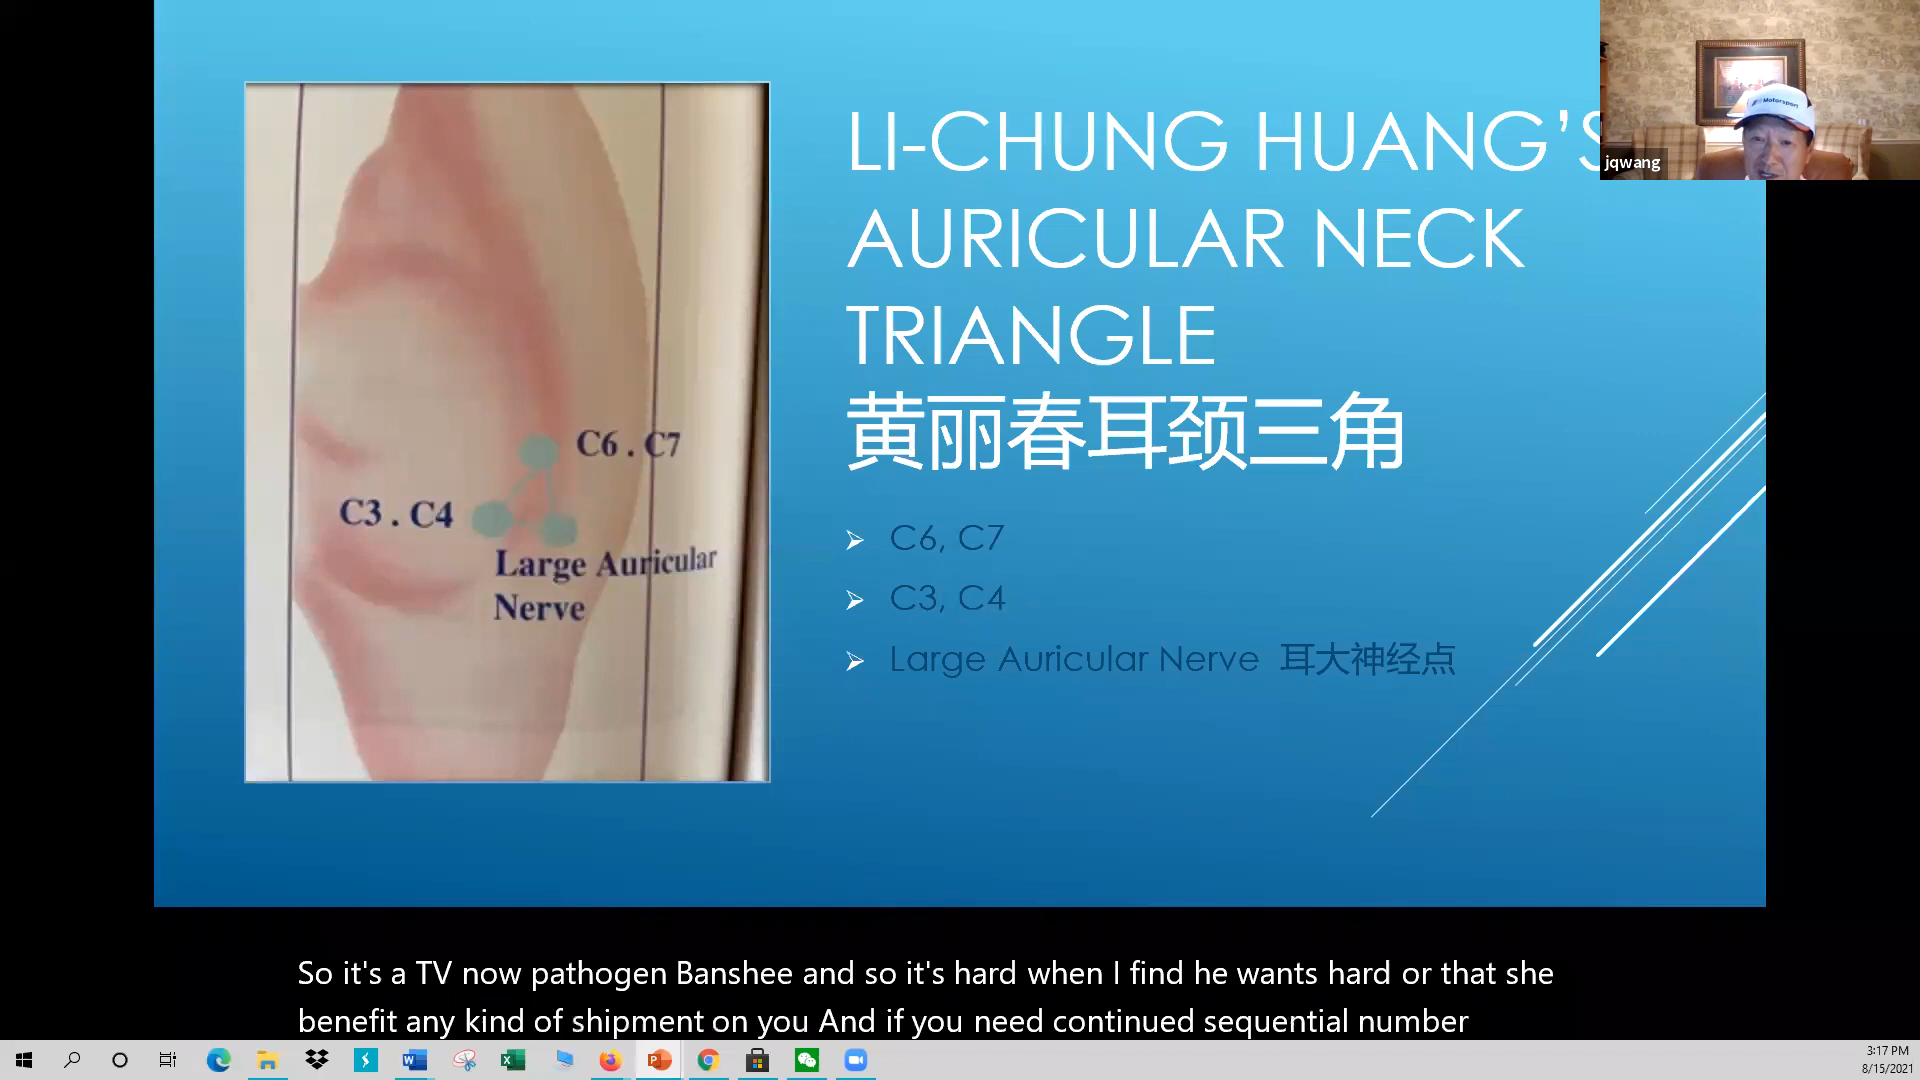 LI-CHUNG HUANG'S
AURICULAR NECK
TRIANGLE
黄丽春耳颈三角
C6, C7
C3, C4
Large Auricular Nerve 耳大神经点
C6 . C7
C3 . C4
Large Auricular
Nerve
Motorsport
jqwang
So it's a TV now pathogen Banshee and so it's hard when I find he wants hard or that she
benefit any kind of shipment on you And if you need continued sequential number
3:17 PM
8/15/2021